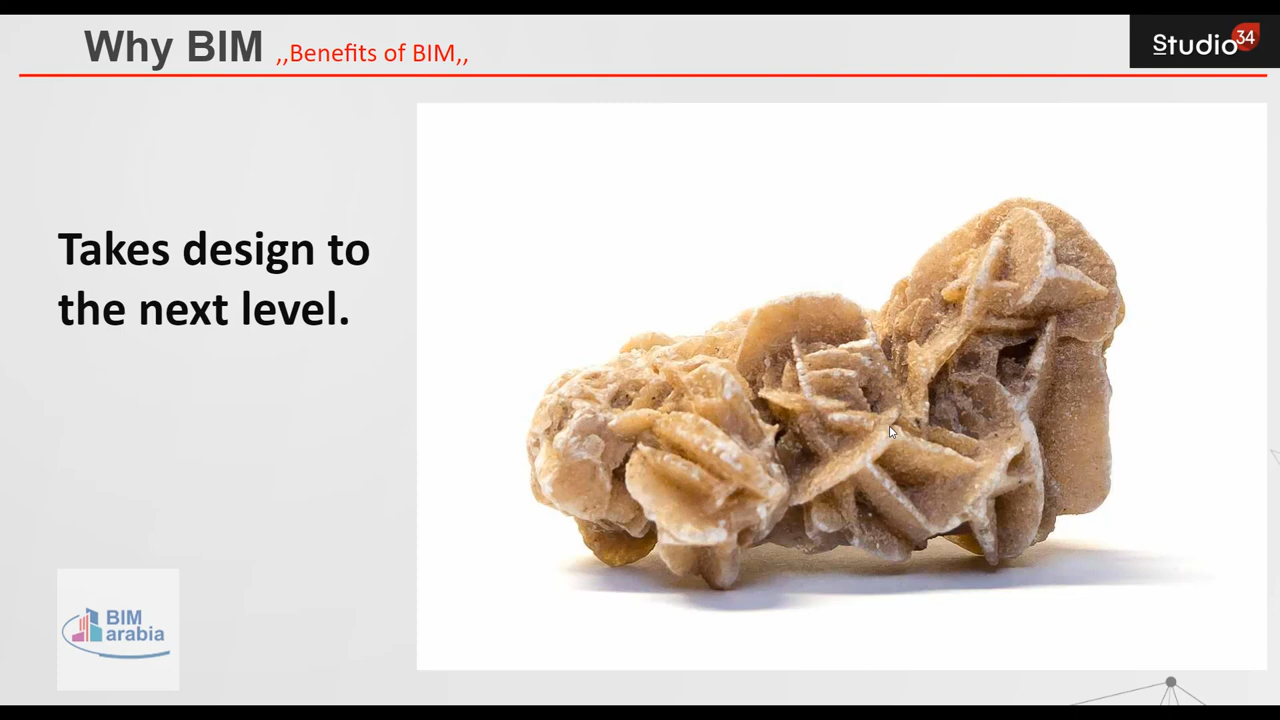 Why BIM ,,Benefits of BIM,,
Studio34
Takes design to
the next level.
BIM
arabia